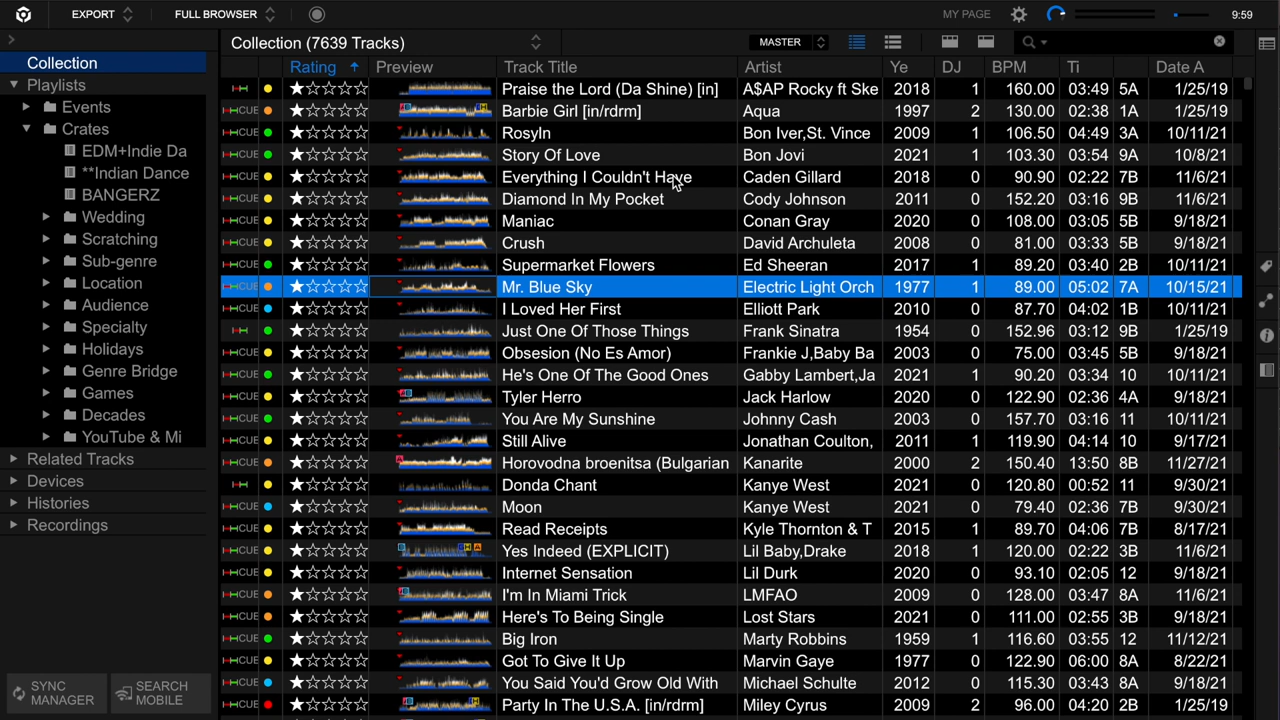 EXPORT FULL BROWSER MY PAGE 9:59
Collection (7639 Tracks) MASTER
Collection
Playlists
Events
Crates
EDM+Indie Da
**Indian Dance
BANGERZ
Wedding
Scratching
Sub-genre
Location
Audience
Specialty
Holidays
Genre Bridge
Games
Decades
YouTube & Mi
Related Tracks
Devices
Histories
Recordings
SYNC MANAGER
SEARCH MOBILE
Rating Preview Track Title Artist Ye DJ BPM Ti Date A
Praise the Lord (Da Shine) [in] A$AP Rocky ft Ske 2018 1 160.00 03:49 5A 1/25/19
CUE Barbie Girl [in/rdrm] Aqua 1997 2 130.00 02:38 1A 1/25/19
CUE Rosyln Bon Iver,St. Vince 2009 1 106.50 04:49 3A 10/11/21
CUE Story Of Love Bon Jovi 2021 1 103.30 03:54 9A 10/8/21
CUE Everything I Couldn't Have Caden Gillard 2018 0 90.90 02:22 7B 11/6/21
CUE Diamond In My Pocket Cody Johnson 2011 0 152.20 03:16 9B 11/6/21
CUE Maniac Conan Gray 2020 0 108.00 03:05 5B 9/18/21
CUE Crush David Archuleta 2008 0 81.00 03:33 5B 9/18/21
CUE Supermarket Flowers Ed Sheeran 2017 1 89.20 03:40 2B 10/11/21
CUE Mr. Blue Sky Electric Light Orch 1977 1 89.00 05:02 7A 10/15/21
CUE I Loved Her First Elliott Park 2010 0 87.70 04:02 1B 10/11/21
Just One Of Those Things Frank Sinatra 1954 0 152.96 03:12 9B 1/25/19
CUE Obsesion (No Es Amor) Frankie J,Baby Ba 2003 0 75.00 03:45 5B 9/18/21
CUE He's One Of The Good Ones Gabby Lambert,Ja 2021 1 90.20 03:34 10 10/11/21
CUE Tyler Herro Jack Harlow 2020 0 122.90 02:36 4A 9/18/21
CUE You Are My Sunshine Johnny Cash 2003 0 157.70 03:16 11 10/11/21
CUE Still Alive Jonathan Coulton, 2011 1 119.90 04:14 10 9/17/21
CUE Horovodna broenitsa (Bulgarian Kanarite 2000 2 150.40 13:50 8B 11/27/21
Donda Chant Kanye West 2021 0 120.80 00:52 11 9/30/21
CUE Moon Kanye West 2021 0 79.40 02:36 7B 9/30/21
CUE Read Receipts Kyle Thornton & T 2015 1 89.70 04:06 7B 8/17/21
CUE Yes Indeed (EXPLICIT) Lil Baby,Drake 2018 1 120.00 02:22 3B 11/6/21
CUE Internet Sensation Lil Durk 2020 0 93.10 02:05 12 9/18/21
CUE I'm In Miami Trick LMFAO 2009 0 128.00 03:47 8A 11/6/21
CUE Here's To Being Single Lost Stars 2021 0 111.00 02:55 3B 9/18/21
CUE Big Iron Marty Robbins 1959 1 116.60 03:55 12 11/12/21
CUE Got To Give It Up Marvin Gaye 1977 0 122.90 06:00 8A 8/22/21
CUE You Said You'd Grow Old With Michael Schulte 2012 0 115.30 03:43 8A 9/18/21
CUE Party In The U.S.A. [in/rdrm] Miley Cyrus 2009 2 96.00 04:20 2B 1/25/19